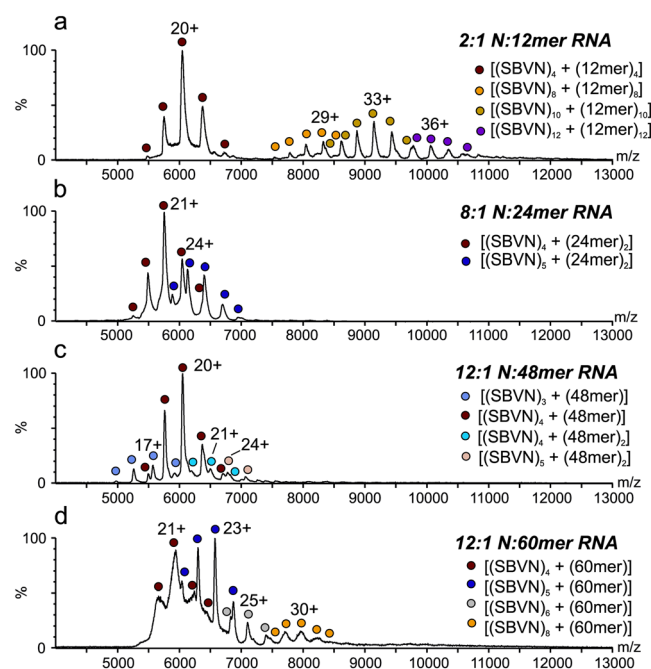 a
20+
2:1 N:12mer RNA
100
%
0
29+
33+
36+
[(SBVN)₄ + (12mer)₄]
[(SBVN)₈ + (12mer)₈]
[(SBVN)₁₀ + (12mer)₁₀]
[(SBVN)₁₂ + (12mer)₁₂]
5000 6000 7000 8000 9000 10000 11000 12000 13000
m/z
b
21+
8:1 N:24mer RNA
100
%
0
24+
[(SBVN)₄ + (24mer)₂]
[(SBVN)₅ + (24mer)₂]
5000 6000 7000 8000 9000 10000 11000 12000 13000
m/z
c
20+
12:1 N:48mer RNA
100
%
0
17+
21+
24+
[(SBVN)₃ + (48mer)]
[(SBVN)₄ + (48mer)]
[(SBVN)₄ + (48mer)₂]
[(SBVN)₅ + (48mer)₂]
5000 6000 7000 8000 9000 10000 11000 12000 13000
m/z
d
21+
23+
12:1 N:60mer RNA
100
%
0
25+
30+
[(SBVN)₄ + (60mer)]
[(SBVN)₅ + (60mer)]
[(SBVN)₆ + (60mer)]
[(SBVN)₈ + (60mer)]
5000 6000 7000 8000 9000 10000 11000 12000 13000
m/z